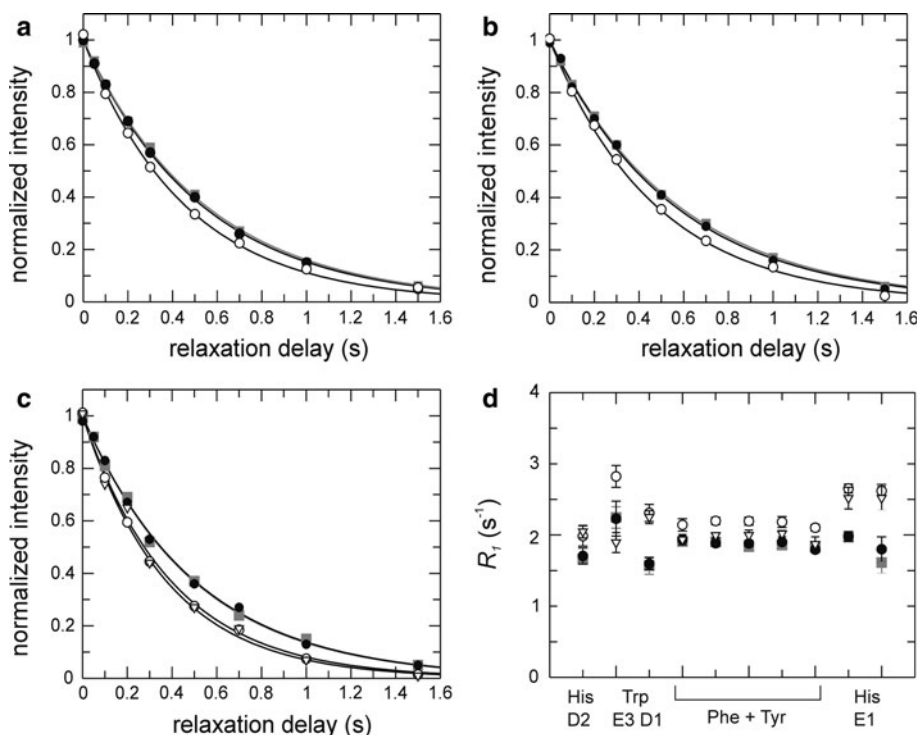 a
1
0.8
0.6
0.4
0.2
0
0 0.2 0.4 0.6 0.8 1 1.2 1.4 1.6
normalized intensity
relaxation delay (s)
b
1
0.8
0.6
0.4
0.2
0
0 0.2 0.4 0.6 0.8 1 1.2 1.4 1.6
normalized intensity
relaxation delay (s)
c
1
0.8
0.6
0.4
0.2
0
0 0.2 0.4 0.6 0.8 1 1.2 1.4 1.6
normalized intensity
relaxation delay (s)
d
4
3
2
1
0
R1 (s-1)
His Trp His
D2 E3 D1 Phe + Tyr E1